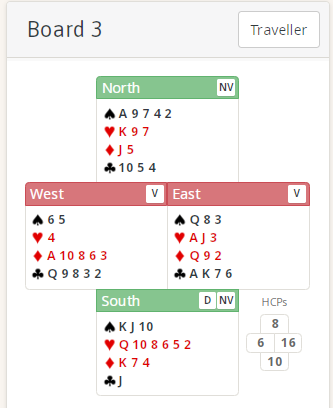 Board 3
Traveller
North NV
♠ A 9 7 4 2
♥ K 9 7
♦ J 5
♣ 10 5 4
West V
♠ 6 5
♥ 4
♦ A 10 8 6 3
♣ Q 9 8 3 2
East V
♠ Q 8 3
♥ A J 3
♦ Q 9 2
♣ A K 7 6
South D NV
♠ K J 10
♥ Q 10 8 6 5 2
♦ K 7 4
♣ J
HCPs
8
6 16
10